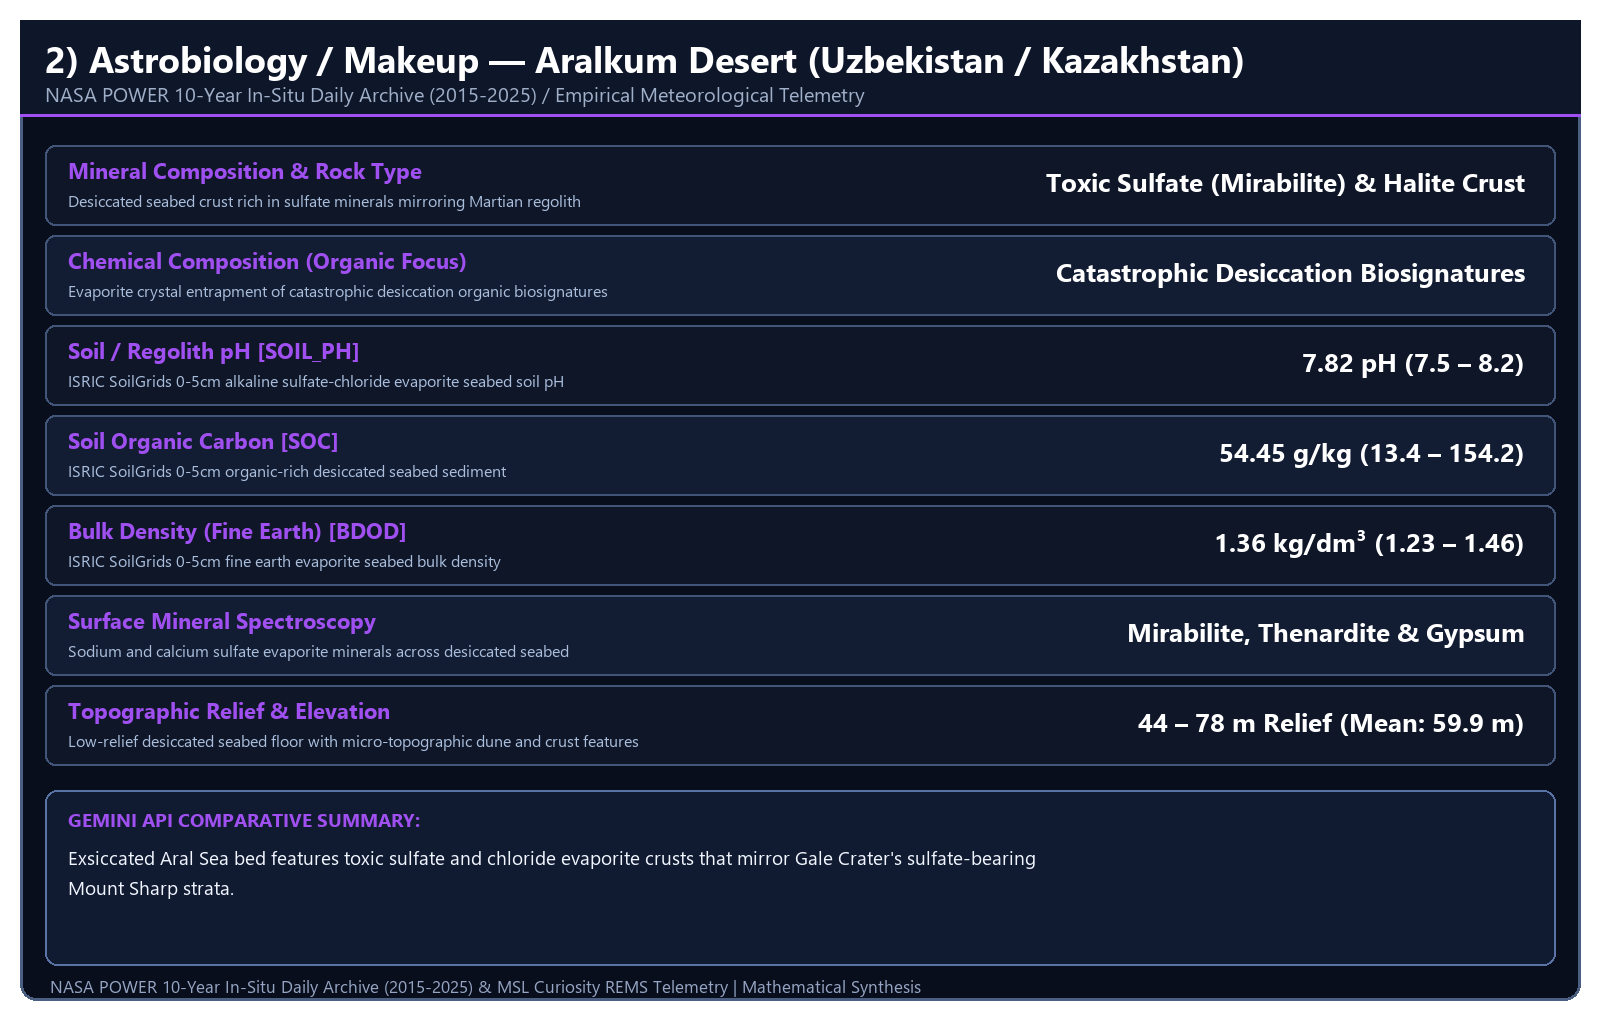 2) Astrobiology / Makeup — Aralkum Desert (Uzbekistan / Kazakhstan)
NASA POWER 10-Year In-Situ Daily Archive (2015-2025) / Empirical Meteorological Telemetry
Mineral Composition & Rock Type
Desiccated seabed crust rich in sulfate minerals mirroring Martian regolith
Toxic Sulfate (Mirabilite) & Halite Crust
Chemical Composition (Organic Focus)
Evaporite crystal entrapment of catastrophic desiccation organic biosignatures
Catastrophic Desiccation Biosignatures
Soil / Regolith pH [SOIL_PH]
ISRIC SoilGrids 0-5cm alkaline sulfate-chloride evaporite seabed soil pH
7.82 pH (7.5 – 8.2)
Soil Organic Carbon [SOC]
ISRIC SoilGrids 0-5cm organic-rich desiccated seabed sediment
54.45 g/kg (13.4 – 154.2)
Bulk Density (Fine Earth) [BDOD]
ISRIC SoilGrids 0-5cm fine earth evaporite seabed bulk density
1.36 kg/dm³ (1.23 – 1.46)
Surface Mineral Spectroscopy
Sodium and calcium sulfate evaporite minerals across desiccated seabed
Mirabilite, Thenardite & Gypsum
Topographic Relief & Elevation
Low-relief desiccated seabed floor with micro-topographic dune and crust features
44 – 78 m Relief (Mean: 59.9 m)
GEMINI API COMPARATIVE SUMMARY:
Exsiccated Aral Sea bed features toxic sulfate and chloride evaporite crusts that mirror Gale Crater's sulfate-bearing
Mount Sharp strata.
NASA POWER 10-Year In-Situ Daily Archive (2015-2025) & MSL Curiosity REMS Telemetry | Mathematical Synthesis